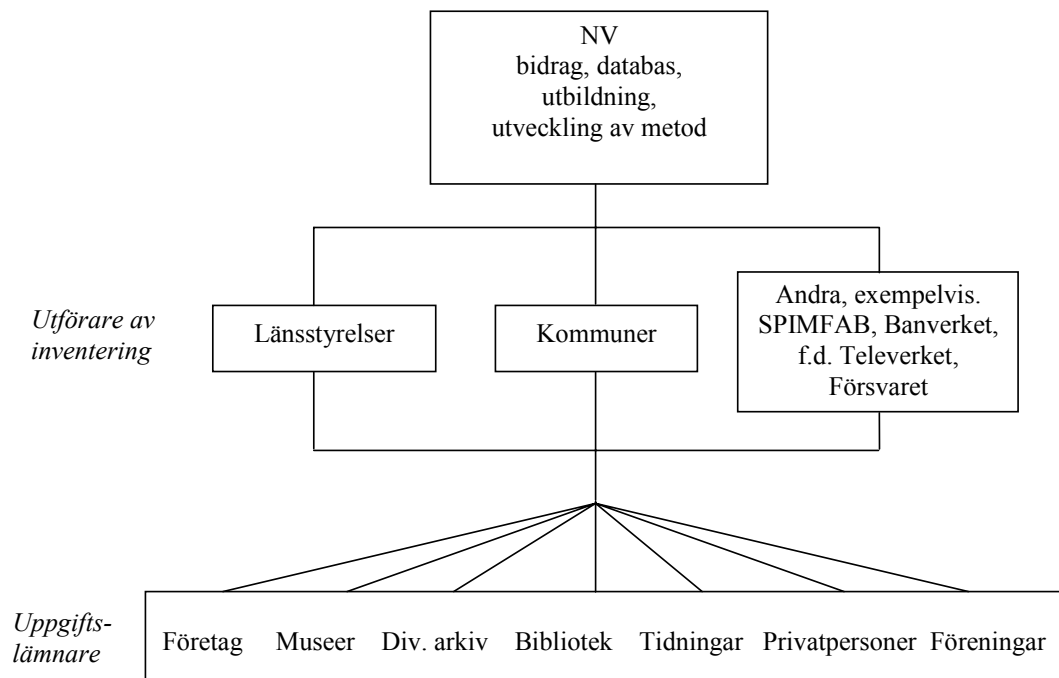 NV
bidrag, databas,
utbildning,
utveckling av metod
Utförare av
inventering
Länsstyrelser
Kommuner
Andra, exempelvis.
SPIMFAB, Banverket,
f.d. Televerket,
Försvaret
Uppgifts-
lämnare
Företag Museer Div. arkiv Bibliotek Tidningar Privatpersoner Föreningar